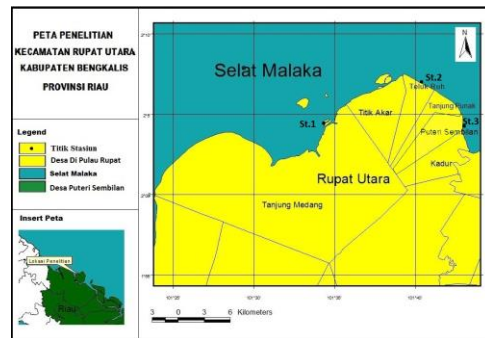 PETA PENELITIAN
KECAMATAN RUPAT UTARA
KABUPATEN BENGKALIS
PROVINSI RIAU
Legend
Titik Stasiun
Desa Di Pulau Rupat
Selat Malaka
Desa Puteri Sembilan
Insert Peta
Lokasi Penelitian
Riau
N
Selat Malaka
St.2
Teluk Ruh
St.1
Titik Akar
Tanjung Punak
St.3
Puteri Sembilan
Kadur
Rupat Utara
Tanjung Medang
3 0 3 6 Kilometers